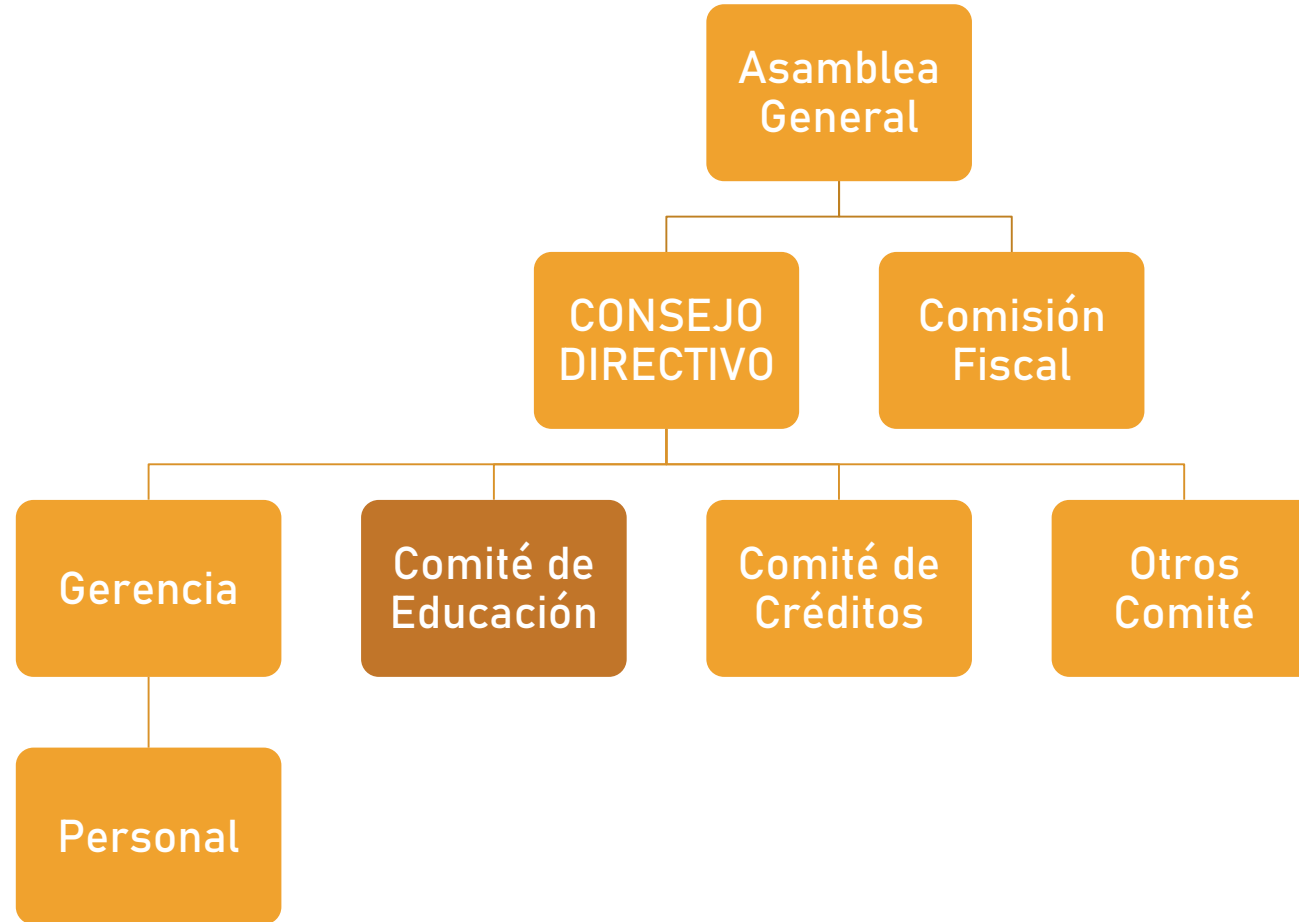 Asamblea
General
CONSEJO
DIRECTIVO
Comisión
Fiscal
Gerencia
Comité de
Educación
Comité de
Créditos
Otros
Comité
Personal